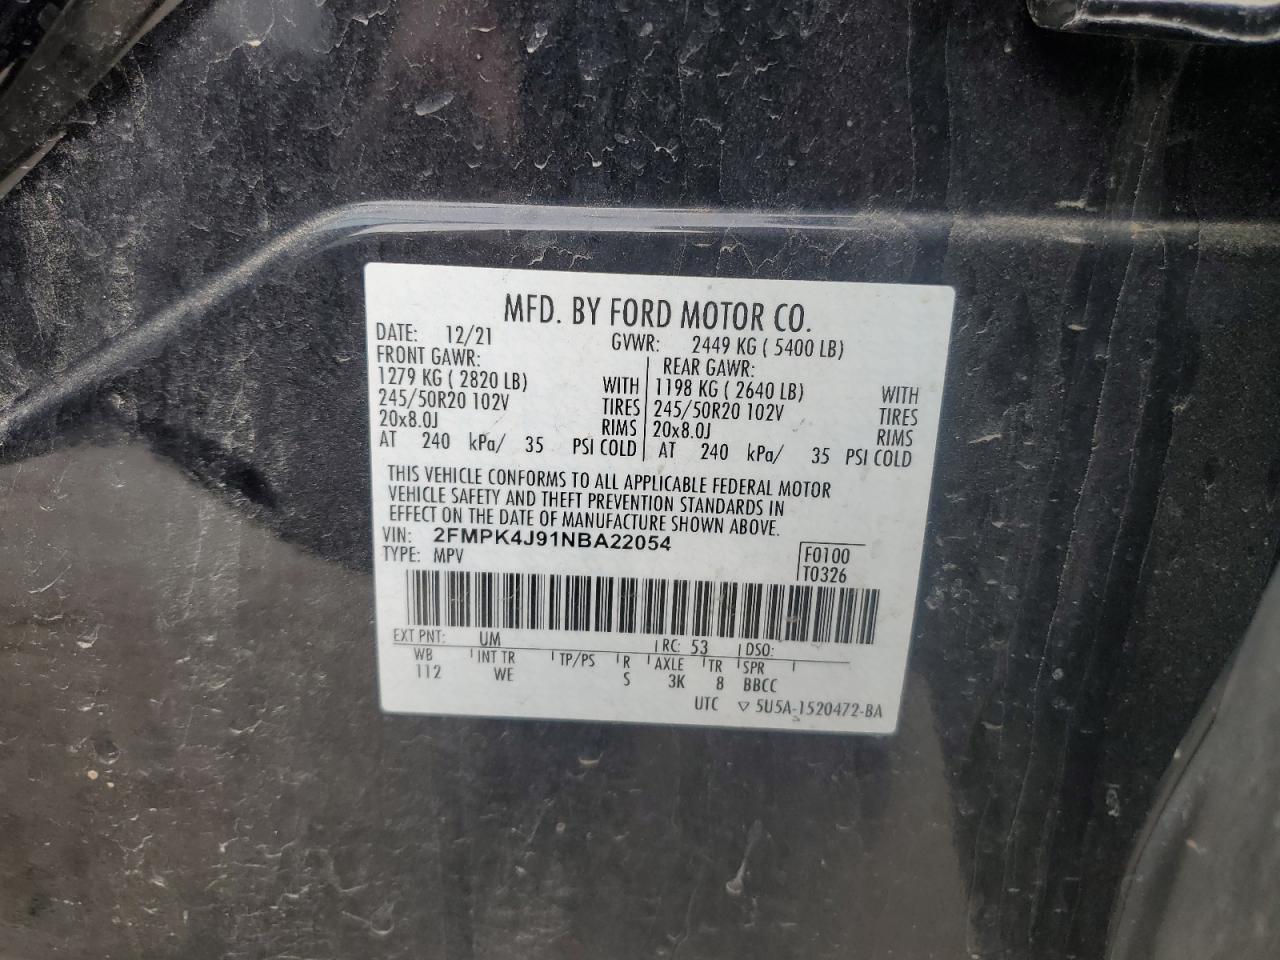 MFD. BY FORD MOTOR CO.
DATE: 12/21 GVWR: 2449 KG ( 5400 LB)
FRONT GAWR: REAR GAWR:
1279 KG ( 2820 LB) WITH 1198 KG ( 2640 LB) WITH
245/50R20 102V TIRES 245/50R20 102V TIRES
20x8.0J RIMS 20x8.0J RIMS
AT 240 kPa/ 35 PSI COLD AT 240 kPa/ 35 PSI COLD
THIS VEHICLE CONFORMS TO ALL APPLICABLE FEDERAL MOTOR
VEHICLE SAFETY AND THEFT PREVENTION STANDARDS IN
EFFECT ON THE DATE OF MANUFACTURE SHOWN ABOVE.
VIN: 2FMPK4J91NBA22054
TYPE: MPV
F0100
T0326
EXT PNT: UM RC: 53 DSO:
WB INT TR TP/PS R AXLE TR SPR
112 WE S 3K 8 BBCC
UTC ▽ 5U5A-1520472-BA